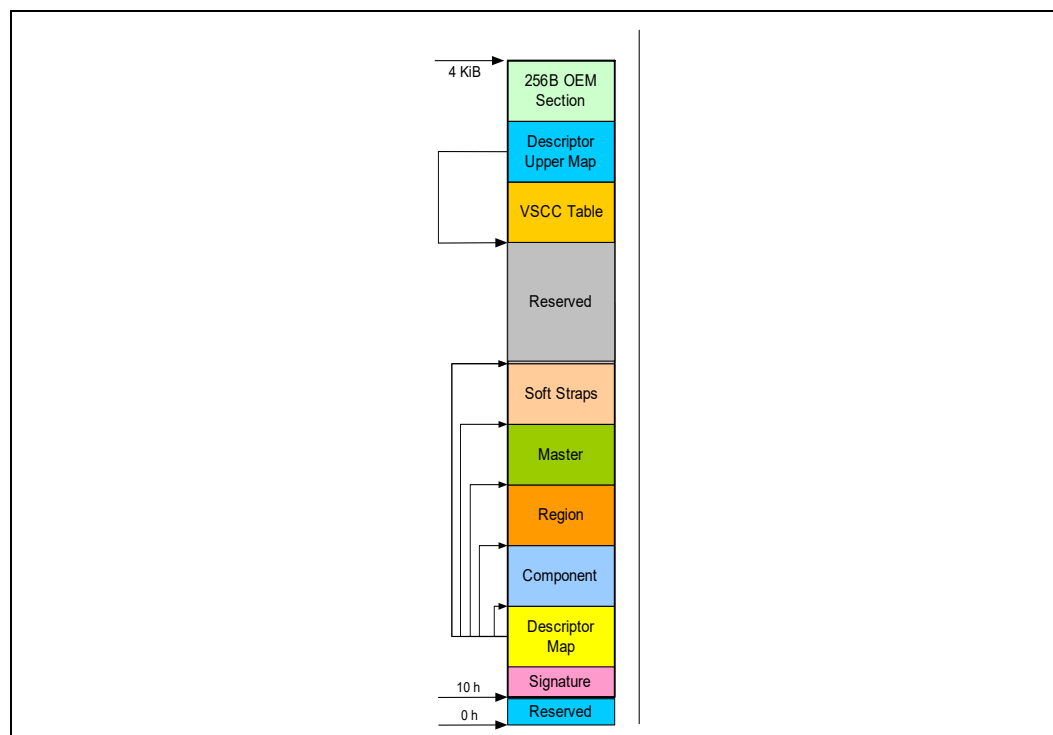 4 KiB
256B OEM
Section
Descriptor
Upper Map
VSCC Table
Reserved
Soft Straps
Master
Region
Component
Descriptor
Map
Signature
10 h
Reserved
0 h